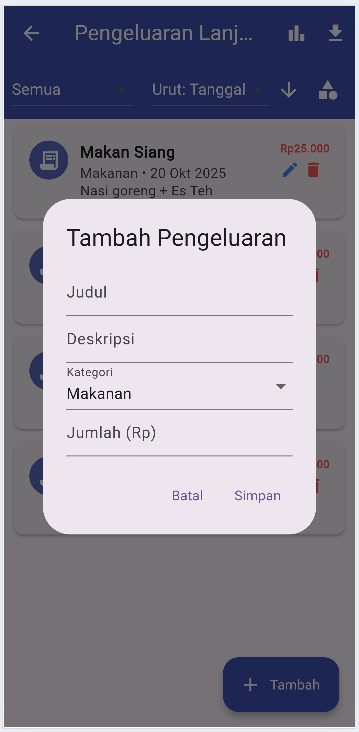 Pengeluaran Lanj...
Semua
Urut: Tanggal
Makan Siang
Rp25.000
Makanan • 20 Okt 2025
Nasi goreng + Es Teh
Tambah Pengeluaran
Judul
Deskripsi
Kategori
Makanan
Jumlah (Rp)
Batal Simpan
+ Tambah